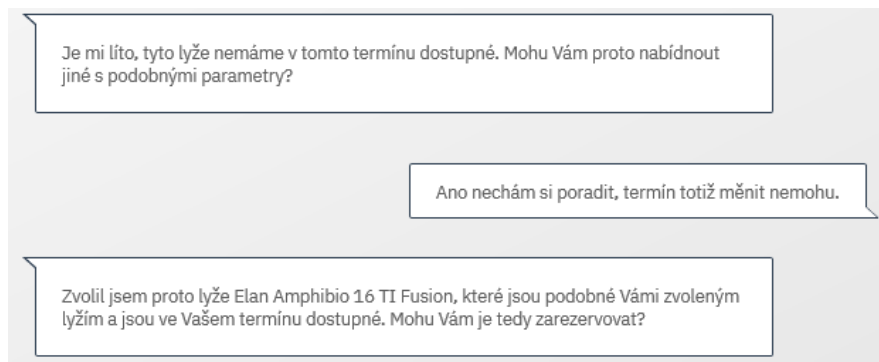 Je mi líto, tyto lyže nemáme v tomto termínu dostupné. Mohu Vám proto nabídnout
jiné s podobnými parametry?
Ano nechám si poradit, termín totiž měnit nemohu.
Zvolil jsem proto lyže Elan Amphibio 16 TI Fusion, které jsou podobné Vámi zvoleným
lyžím a jsou ve Vašem termínu dostupné. Mohu Vám je tedy zarezervovat?